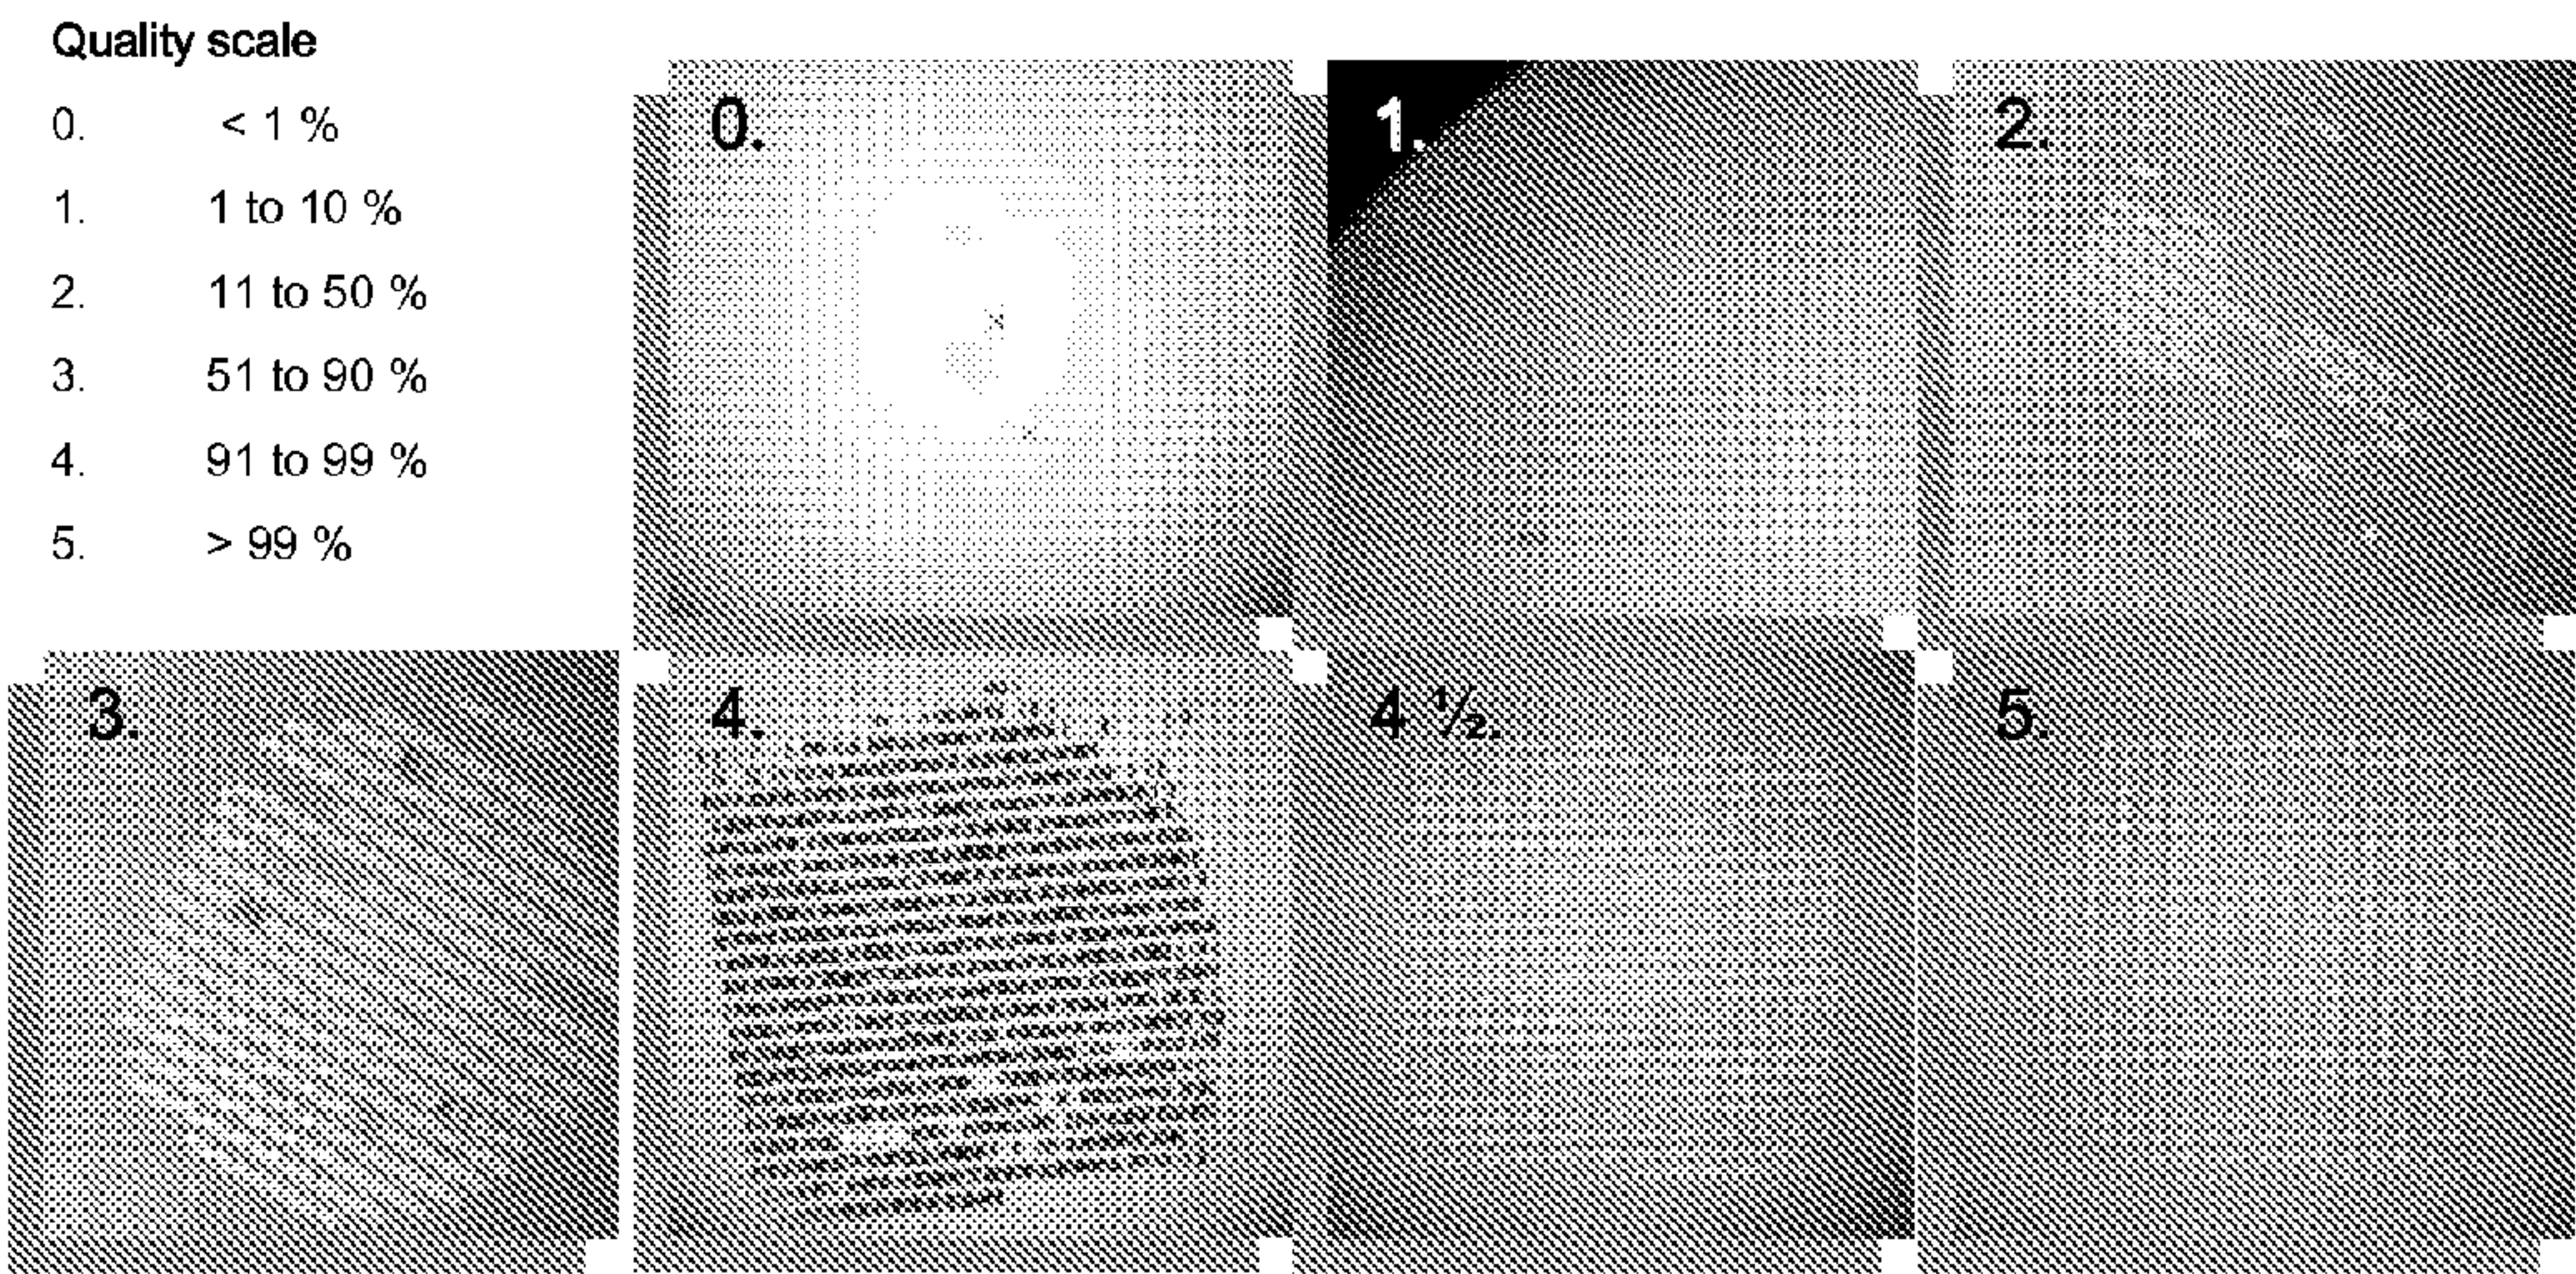 Quality scale
0. < 1 %
1. 1 to 10 %
2. 11 to 50 %
3. 51 to 90 %
4. 91 to 99 %
5. > 99 %
0.
1.
2.
3.
4.
4 ½.
5.